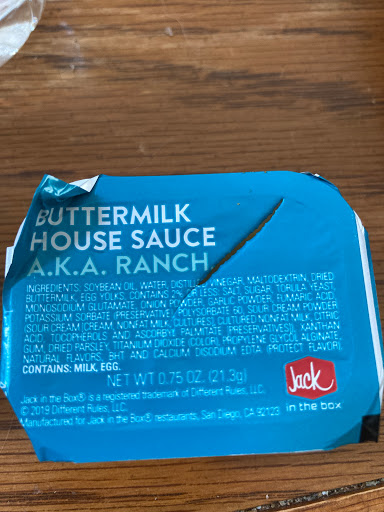 BUTTERMILK
HOUSE SAUCE
A.K.A. RANCH
INGREDIENTS: SOYBEAN OIL, WATER, DISTILLED VINEGAR, MALTODEXTRIN, DRIED
BUTTERMILK, EGG YOLKS, CONTAINS 2% OR LESS: SALT, SUGAR, TORULA YEAST,
MONOSODIUM GLUTAMATE, ONION POWDER, GARLIC POWDER, FUMARIC ACID,
POTASSIUM SORBATE (PRESERVATIVE), POLYSORBATE 60, SOUR CREAM POWDER
(SOUR CREAM [CREAM, NONFAT MILK, CULTURES], CULTURED NONFAT MILK, CITRIC
ACID, TOCOPHEROLS AND ASCORBYL PALMITATE [PRESERVATIVES]), XANTHAN
GUM, DRIED PARSLEY, TITANIUM DIOXIDE (COLOR), PROPYLENE GLYCOL ALGINATE,
NATURAL FLAVORS, BHT AND CALCIUM DISODIUM EDTA (PROTECT FLAVOR).
CONTAINS: MILK, EGG.
NET WT 0.75 OZ. (21.3g)
Jack in the Box® is a registered trademark of Different Rules, LLC.
© 2019 Different Rules, LLC.
Manufactured for Jack in the Box® restaurants, San Diego, CA 92123
Jack
in the box